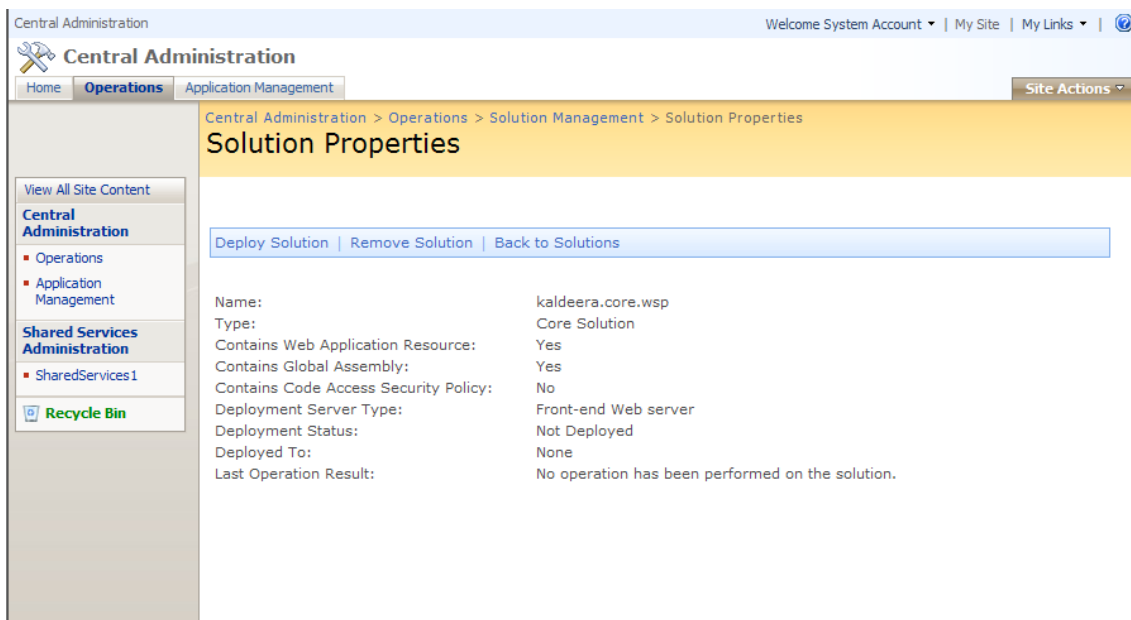 Central Administration
Welcome System Account | My Site | My Links |
Central Administration
Home Operations Application Management
Site Actions
Central Administration > Operations > Solution Management > Solution Properties
Solution Properties
View All Site Content
Central
Administration
Operations
Application
Management
Shared Services
Administration
SharedServices1
Recycle Bin
Deploy Solution | Remove Solution | Back to Solutions
Name: kaldeera.core.wsp
Type: Core Solution
Contains Web Application Resource: Yes
Contains Global Assembly: Yes
Contains Code Access Security Policy: No
Deployment Server Type: Front-end Web server
Deployment Status: Not Deployed
Deployed To: None
Last Operation Result: No operation has been performed on the solution.